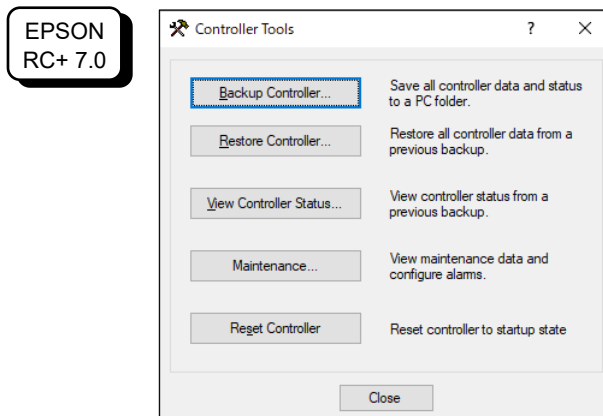 EPSON
RC+ 7.0
Controller Tools
?
Backup Controller...
Save all controller data and status
to a PC folder.
Restore Controller...
Restore all controller data from a
previous backup.
View Controller Status...
View controller status from a
previous backup.
Maintenance...
View maintenance data and
configure alarms.
Reset Controller
Reset controller to startup state
Close